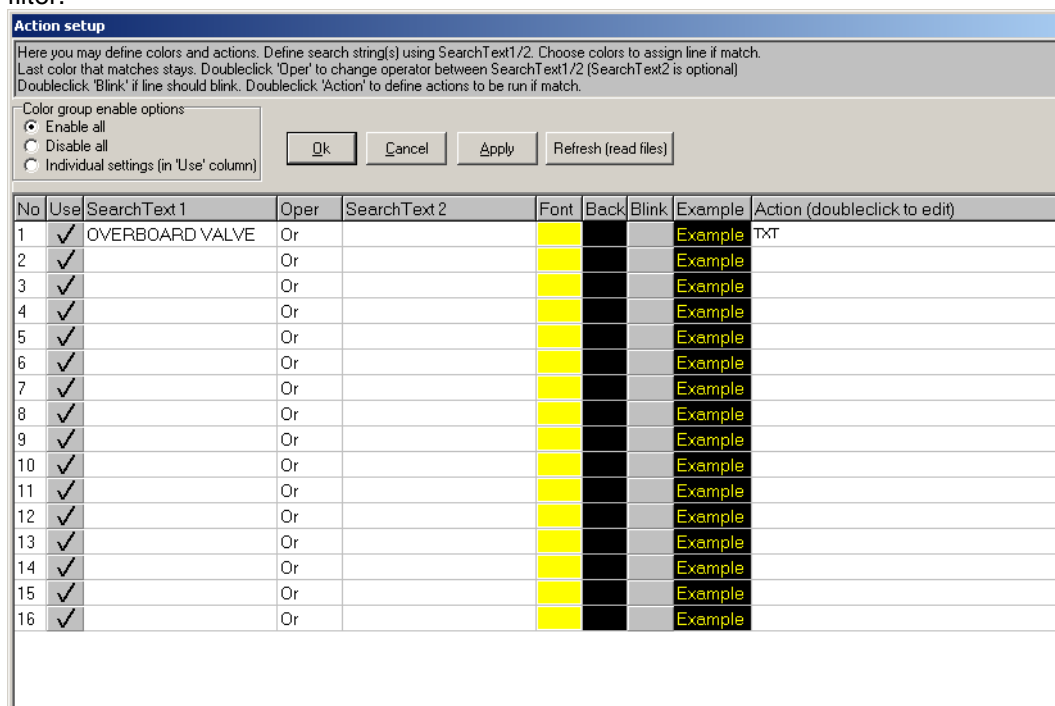 filter.
Action setup
Here you may define colors and actions. Define search string(s) using SearchText1/2. Choose colors to assign line if match.
Last color that matches stays. Doubleclick 'Oper' to change operator between SearchText1/2 (SearchText2 is optional)
Doubleclick 'Blink' if line should blink. Doubleclick 'Action' to define actions to be run if match.
Color group enable options
Enable all
Disable all
Individual settings (in 'Use' column)
Ok Cancel Apply Refresh (read files)
No Use SearchText1 Oper SearchText2 Font Back Blink Example Action (doubleclick to edit)
1 OVERBOARD VALVE Or Example TXT
2 Or Example
3 Or Example
4 Or Example
5 Or Example
6 Or Example
7 Or Example
8 Or Example
9 Or Example
10 Or Example
11 Or Example
12 Or Example
13 Or Example
14 Or Example
15 Or Example
16 Or Example